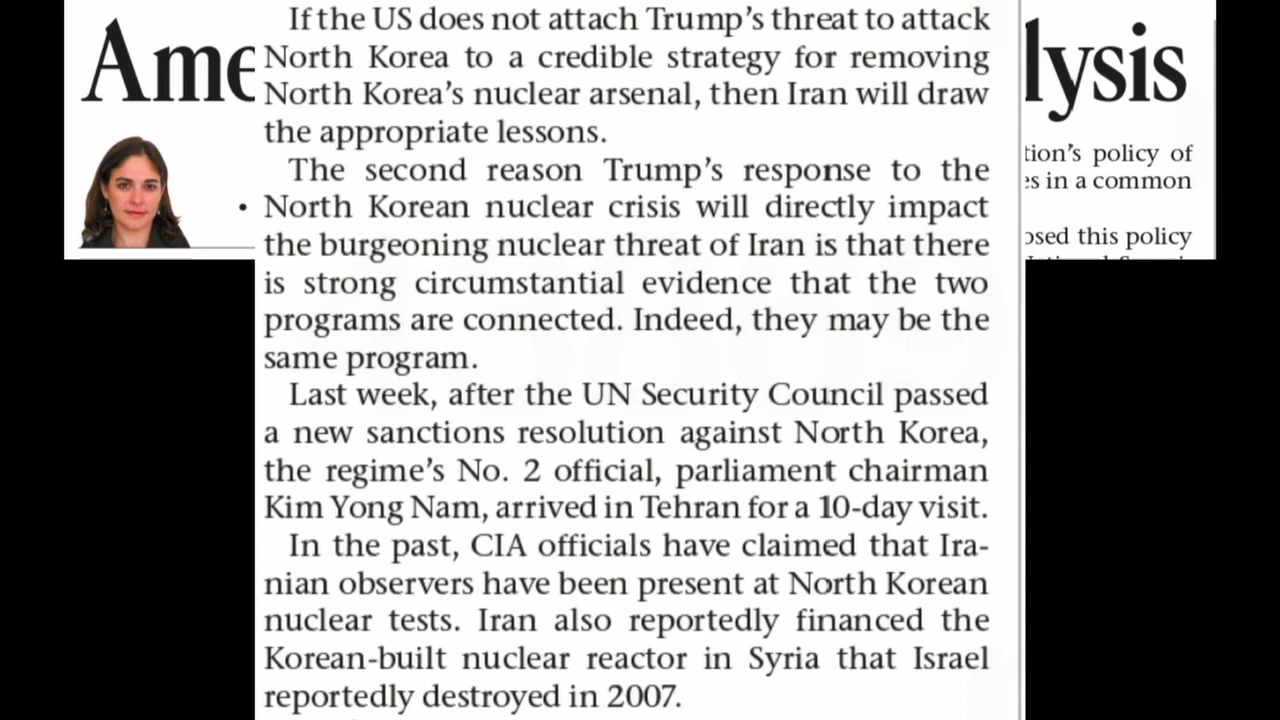 If the US does not attach Trump's threat to attack
North Korea to a credible strategy for removing
North Korea's nuclear arsenal, then Iran will draw
the appropriate lessons.
The second reason Trump's response to the
North Korean nuclear crisis will directly impact
the burgeoning nuclear threat of Iran is that there
is strong circumstantial evidence that the two
programs are connected. Indeed, they may be the
same program.
Last week, after the UN Security Council passed
a new sanctions resolution against North Korea,
the regime's No. 2 official, parliament chairman
Kim Yong Nam, arrived in Tehran for a 10-day visit.
In the past, CIA officials have claimed that Ira-
nian observers have been present at North Korean
nuclear tests. Iran also reportedly financed the
Korean-built nuclear reactor in Syria that Israel
reportedly destroyed in 2007.
Ame
lysis
tion's policy of
es in a common
osed this policy